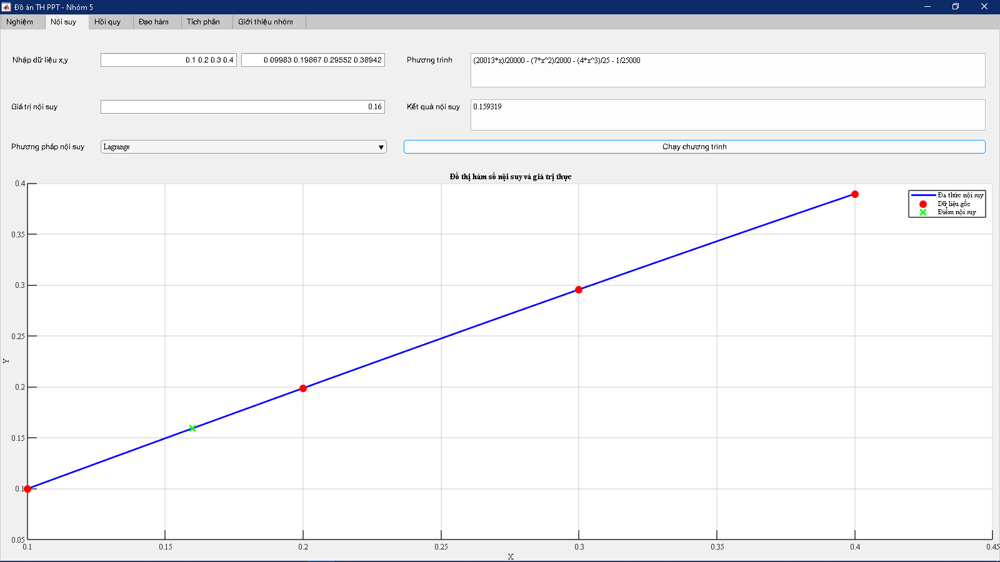 Đồ án TH PPT - Nhóm 5
Nghiệm Nội suy Hồi quy Đạo hàm Tích phân Giới thiệu nhóm
Nhập dữ liệu x,y 0.1 0.2 0.3 0.4 0.09983 0.19867 0.29552 0.38942 Phương trình (20013*x)/20000 - (7*x^2)/2000 - (4*x^3)/25 - 1/25000
Giá trị nội suy 0.16 Kết quả nội suy 0.159319
Phương pháp nội suy Lagrange Chạy chương trình
Đồ thị hàm số nội suy và giá trị thực
Đa thức nội suy
Dữ liệu gốc
Điểm nội suy
0.4
0.35
0.3
0.25
0.2
0.15
0.1
0.05
Y
0.1 0.15 0.2 0.25 0.3 0.35 0.4 0.45
X